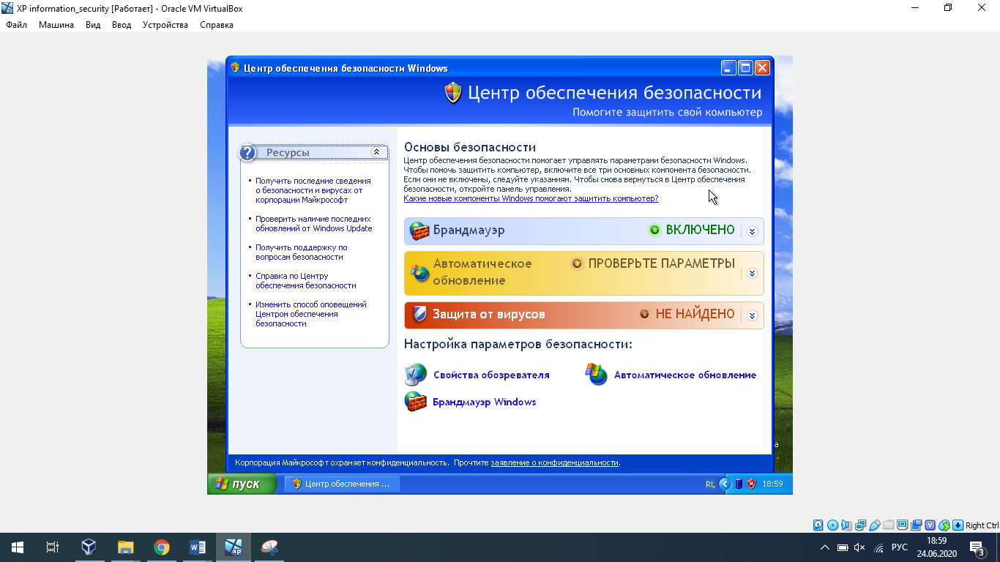 XP information_security [Работает] - Oracle VM VirtualBox
Файл Машина Вид Ввод Устройства Справка
Центр обеспечения безопасности Windows
Центр обеспечения безопасности
Помогите защитить свой компьютер
Ресурсы
Получить последние сведения
о безопасности и вирусах от
корпорации Майкрософт
Проверить наличие последних
обновлений от Windows Update
Получить поддержку по
вопросам безопасности
Справка по Центру
обеспечения безопасности
Изменить способ оповещений
Центром обеспечения
безопасности
Основы безопасности
Центр обеспечения безопасности помогает управлять параметрами безопасности Windows.
Чтобы помочь защитить компьютер, включите все три основных компонента безопасности.
Если они не включены, следуйте указаниям. Чтобы снова вернуться в Центр обеспечения
безопасности, откройте панель управления.
Какие новые компоненты Windows помогают защитить компьютер?
Брандмауэр ВКЛЮЧЕНО
Автоматическое
обновление
ПРОВЕРЬТЕ ПАРАМЕТРЫ
Защита от вирусов НЕ НАЙДЕНО
Настройка параметров безопасности:
Свойства обозревателя Автоматическое обновление
Брандмауэр Windows
а
Корпорация Майкрософт охраняет конфиденциальность. Прочтите заявление о конфиденциальности.
пуск Центр обеспечения ... RL 18:59
Right Ctrl
W xp РУС
18:59
24.06.2020
3